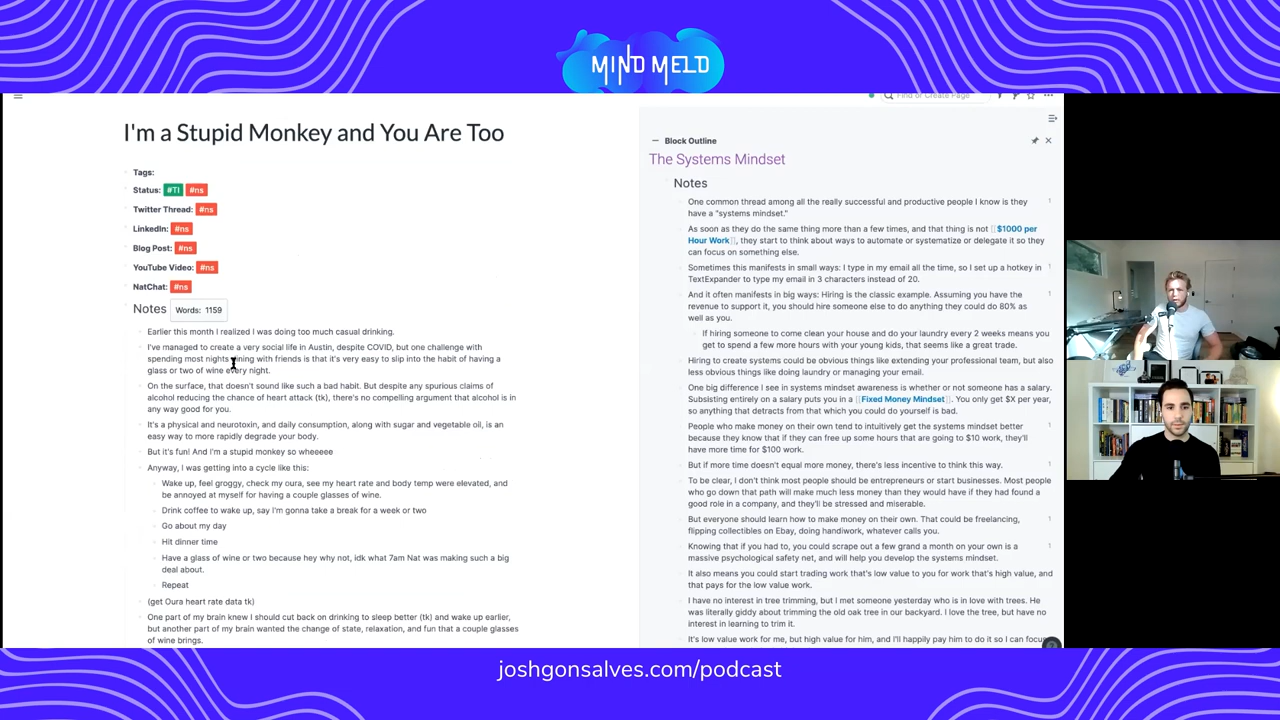 MIND MELD
Find or Create Page
I'm a Stupid Monkey and You Are Too
Tags:
Status: #TI #ns
Twitter Thread: #ns
LinkedIn: #ns
Blog Post: #ns
YouTube Video: #ns
NatChat: #ns
Notes Words: 1159
Earlier this month I realized I was doing too much casual drinking.
I've managed to create a very social life in Austin, despite COVID, but one challenge with
spending most nights dining with friends is that it's very easy to slip into the habit of having a
glass or two of wine every night.
On the surface, that doesn't sound like such a bad habit. But despite any spurious claims of
alcohol reducing the chance of heart attack (tk), there's no compelling argument that alcohol is in
any way good for you.
It's a physical and neurotoxin, and daily consumption, along with sugar and vegetable oil, is an
easy way to more rapidly degrade your body.
But it's fun! And I'm a stupid monkey so wheeeee
Anyway, I was getting into a cycle like this:
Wake up, feel groggy, check my oura, see my heart rate and body temp were elevated, and
be annoyed at myself for having a couple glasses of wine.
Drink coffee to wake up, say I'm gonna take a break for a week or two
Go about my day
Hit dinner time
Have a glass of wine or two because hey why not, idk what 7am Nat was making such a big
deal about.
Repeat
(get Oura heart rate data tk)
One part of my brain knew I should cut back on drinking to sleep better (tk) and wake up earlier,
but another part of my brain wanted the change of state, relaxation, and fun that a couple glasses
of wine brings.
Block Outline
The Systems Mindset
Notes
One common thread among all the really successful and productive people I know is they 1
have a "systems mindset."
As soon as they do the same thing more than a few times, and that thing is not [[$1000 per 1
Hour Work]], they start to think about ways to automate or systematize or delegate it so they
can focus on something else.
Sometimes this manifests in small ways: I type in my email all the time, so I set up a hotkey in 1
TextExpander to type my email in 3 characters instead of 20.
And it often manifests in big ways: Hiring is the classic example. Assuming you have the 1
revenue to support it, you should hire someone else to do anything they could do 80% as
well as you.
If hiring someone to come clean your house and do your laundry every 2 weeks means you
get to spend a few more hours with your young kids, that seems like a great trade.
Hiring to create systems could be obvious things like extending your professional team, but also
less obvious things like doing laundry or managing your email.
One big difference I see in systems mindset awareness is whether or not someone has a salary.
Subsisting entirely on a salary puts you in a [[Fixed Money Mindset]]. You only get $X per year,
so anything that detracts from that which you could do yourself is bad.
People who make money on their own tend to intuitively get the systems mindset better 1
because they know that if they can free up some hours that are going to $10 work, they'll
have more time for $100 work.
But if more time doesn't equal more money, there's less incentive to think this way. 1
To be clear, I don't think most people should be entrepreneurs or start businesses. Most people
who go down that path will make much less money than they would have if they had found a
good role in a company, and they'll be stressed and miserable.
But everyone should learn how to make money on their own. That could be freelancing, 1
flipping collectibles on Ebay, doing handiwork, whatever calls you.
Knowing that if you had to, you could scrape out a few grand a month on your own is a 1
massive psychological safety net, and will help you develop the systems mindset.
It also means you could start trading work that's low value to you for work that's high value, and
that pays for the low value work.
I have no interest in tree trimming, but I met someone yesterday who is in love with trees. He
was literally giddy about trimming the old oak tree in our backyard. I love the tree, but have no
interest in learning to trim it.
It's low value work for me, but high value for him, and I'll happily pay him to do it so I can focus
joshgonsalves.com/podcast